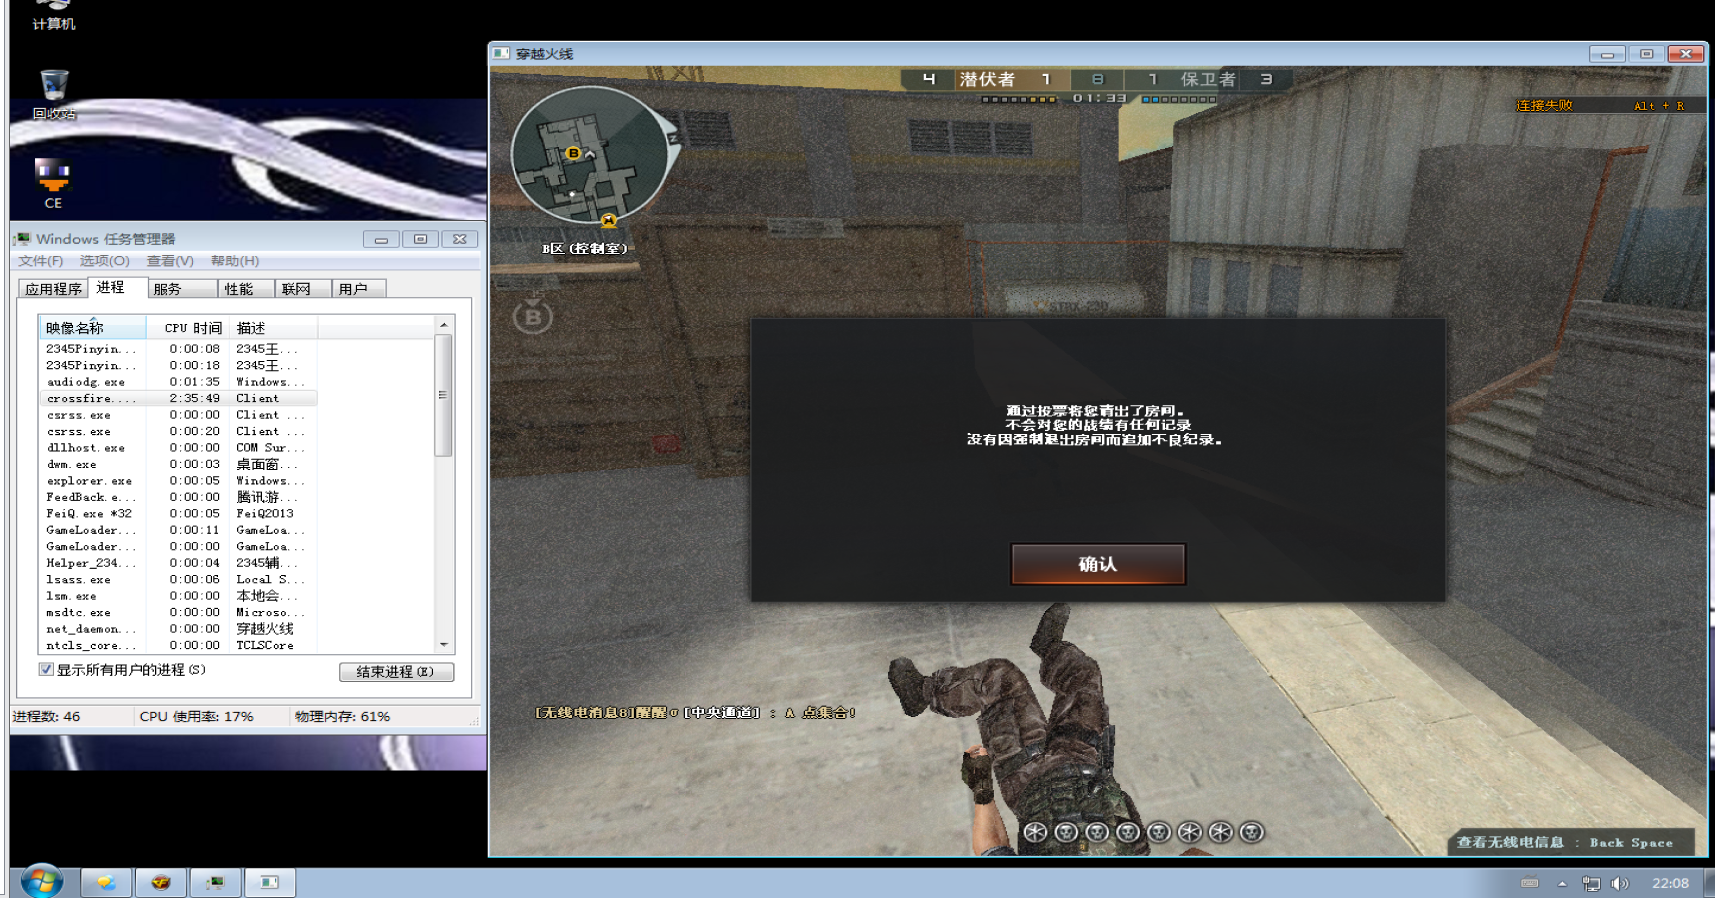 计算机
回收站
CE
Windows 任务管理器
文件(F) 选项(O) 查看(V) 帮助(H)
应用程序 进程 服务 性能 联网 用户
映像名称 CPU 时间 描述
2345Pinyin... 0:00:08 2345王...
2345Pinyin... 0:00:18 2345王...
audiodg.exe 0:01:35 Windows...
crossfire.... 2:35:49 Client
csrss.exe 0:00:00 Client ...
csrss.exe 0:00:20 Client ...
dllhost.exe 0:00:00 COM Sur...
dwm.exe 0:00:03 桌面窗...
explorer.exe 0:00:05 Windows...
FeedBack.e... 0:00:00 腾讯游...
FeiQ.exe *32 0:00:05 FeiQ2013
GameLoader... 0:00:11 GameLoa...
GameLoader... 0:00:00 GameLoa...
Helper_234... 0:00:04 2345辅...
lsass.exe 0:00:06 Local S...
lsm.exe 0:00:00 本地会...
msdtc.exe 0:00:00 Microso...
net_daemon... 0:00:00 穿越火线
ntcls_core... 0:00:00 TCLSCore
显示所有用户的进程(S) 结束进程(E)
进程数: 46 CPU 使用率: 17% 物理内存: 61%
穿越火线
4 潜伏者 1 8 1 保卫者 3
01:33
连接失败 Alt + R
B
A
B区(控制室)
B
STRX-230
通过投票将您请出了房间。
不会对您的战绩有任何记录
没有因强制退出房间而追加不良纪录。
确认
[无线电消息8]醒醒σ[中央通道] : A 点集合!
查看无线电信息 : Back Space
22:08